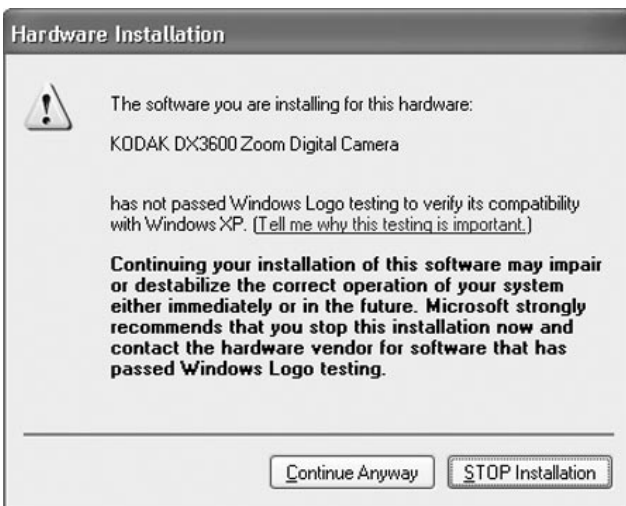 Hardware Installation
The software you are installing for this hardware:
KODAK DX3600 Zoom Digital Camera
has not passed Windows Logo testing to verify its compatibility
with Windows XP. (Tell me why this testing is important.)
Continuing your installation of this software may impair
or destabilize the correct operation of your system
either immediately or in the future. Microsoft strongly
recommends that you stop this installation now and
contact the hardware vendor for software that has
passed Windows Logo testing.
Continue Anyway
STOP Installation